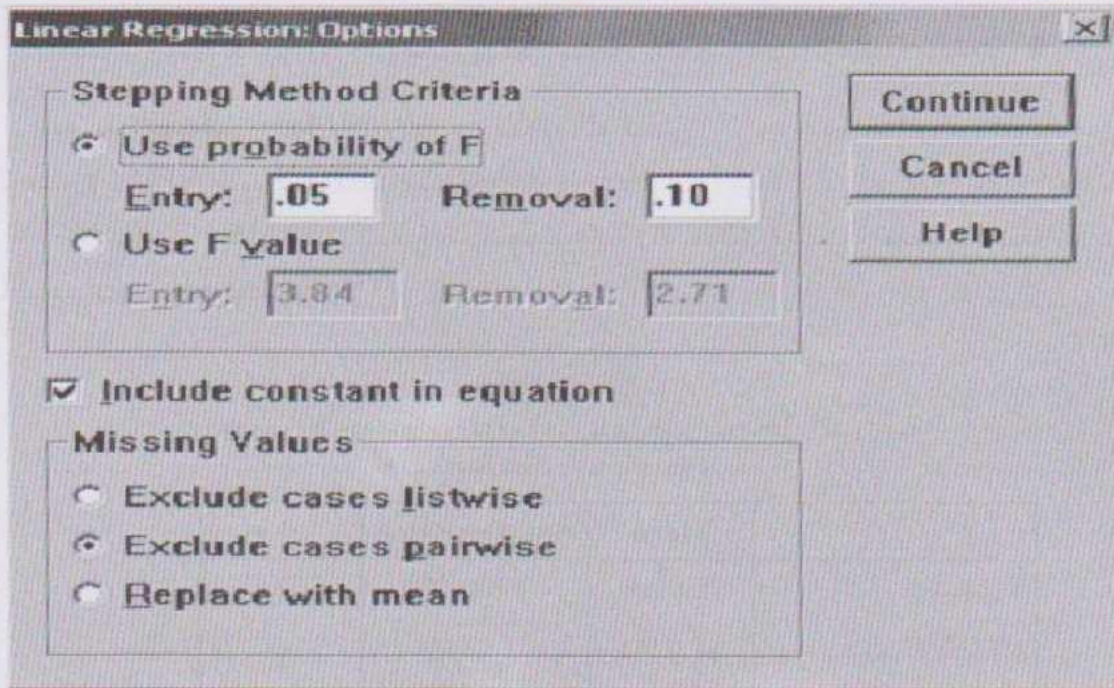 Linear Regression: Options
Stepping Method Criteria
Use probability of F
Entry: .05 Removal: .10
Use F value
Entry: 3.84 Removal: 2.71
Include constant in equation
Missing Values
Exclude cases listwise
Exclude cases pairwise
Replace with mean
Continue
Cancel
Help